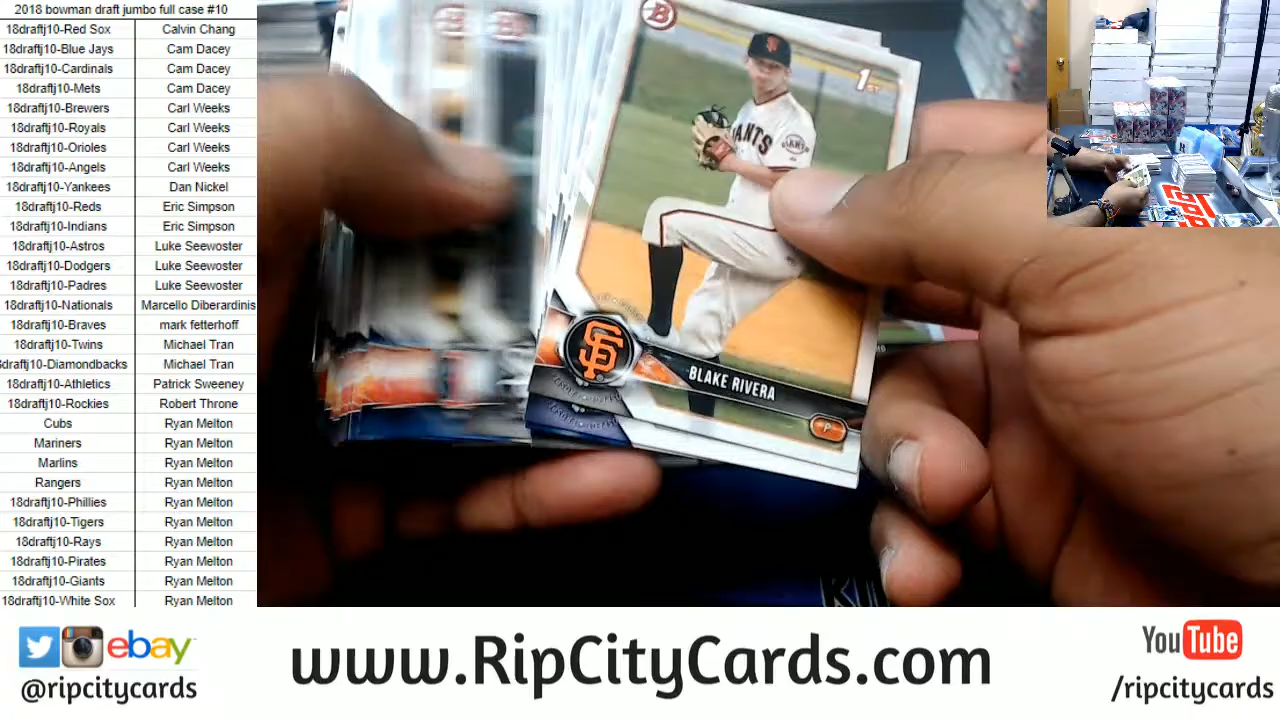 2018 bowman draft jumbo full case #10
18draftj10-Red Sox Calvin Chang
18draftj10-Blue Jays Cam Dacey
18draftj10-Cardinals Cam Dacey
18draftj10-Mets Cam Dacey
18draftj10-Brewers Carl Weeks
18draftj10-Royals Carl Weeks
18draftj10-Orioles Carl Weeks
18draftj10-Angels Carl Weeks
18draftj10-Yankees Dan Nickel
18draftj10-Reds Eric Simpson
18draftj10-Indians Eric Simpson
18draftj10-Astros Luke Seewoster
18draftj10-Dodgers Luke Seewoster
18draftj10-Padres Luke Seewoster
18draftj10-Nationals Marcello Diberardinis
18draftj10-Braves mark fetterhoff
18draftj10-Twins Michael Tran
draftj10-Diamondbacks Michael Tran
18draftj10-Athletics Patrick Sweeney
18draftj10-Rockies Robert Throne
Cubs Ryan Melton
Mariners Ryan Melton
Marlins Ryan Melton
Rangers Ryan Melton
18draftj10-Phillies Ryan Melton
18draftj10-Tigers Ryan Melton
18draftj10-Rays Ryan Melton
18draftj10-Pirates Ryan Melton
18draftj10-Giants Ryan Melton
18draftj10-White Sox Ryan Melton
B
1ST
GIANTS
GIANTS
SF
BLAKE RIVERA
P
ebay
@ripcitycards
www.RipCityCards.com
YouTube
/ripcitycards